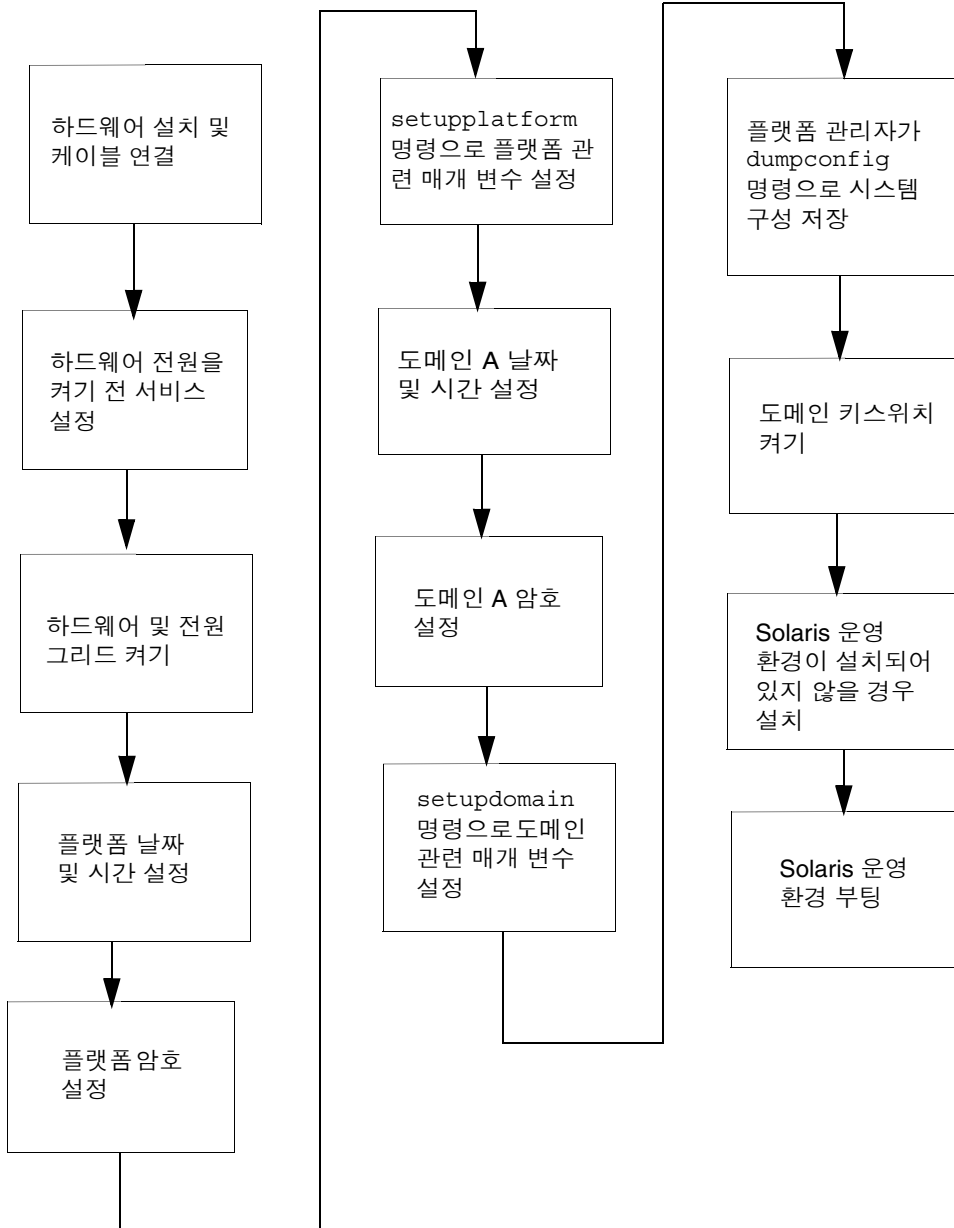 하드웨어 설치 및
케이블 연결
하드웨어 전원을
켜기 전 서비스
설정
하드웨어 및 전원
그리드 켜기
플랫폼 날짜
및 시간 설정
플랫폼 암호
설정
setupplatform
명령으로 플랫폼 관
련 매개 변수 설정
도메인 A 날짜
및 시간 설정
도메인 A 암호
설정
setupdomain
명령으로도메인
관련 매개 변수
설정
플랫폼 관리자가
dumpconfig
명령으로 시스템
구성 저장
도메인 키스위치
켜기
Solaris 운영
환경이 설치되어
있지 않을 경우
설치
Solaris 운영
환경 부팅